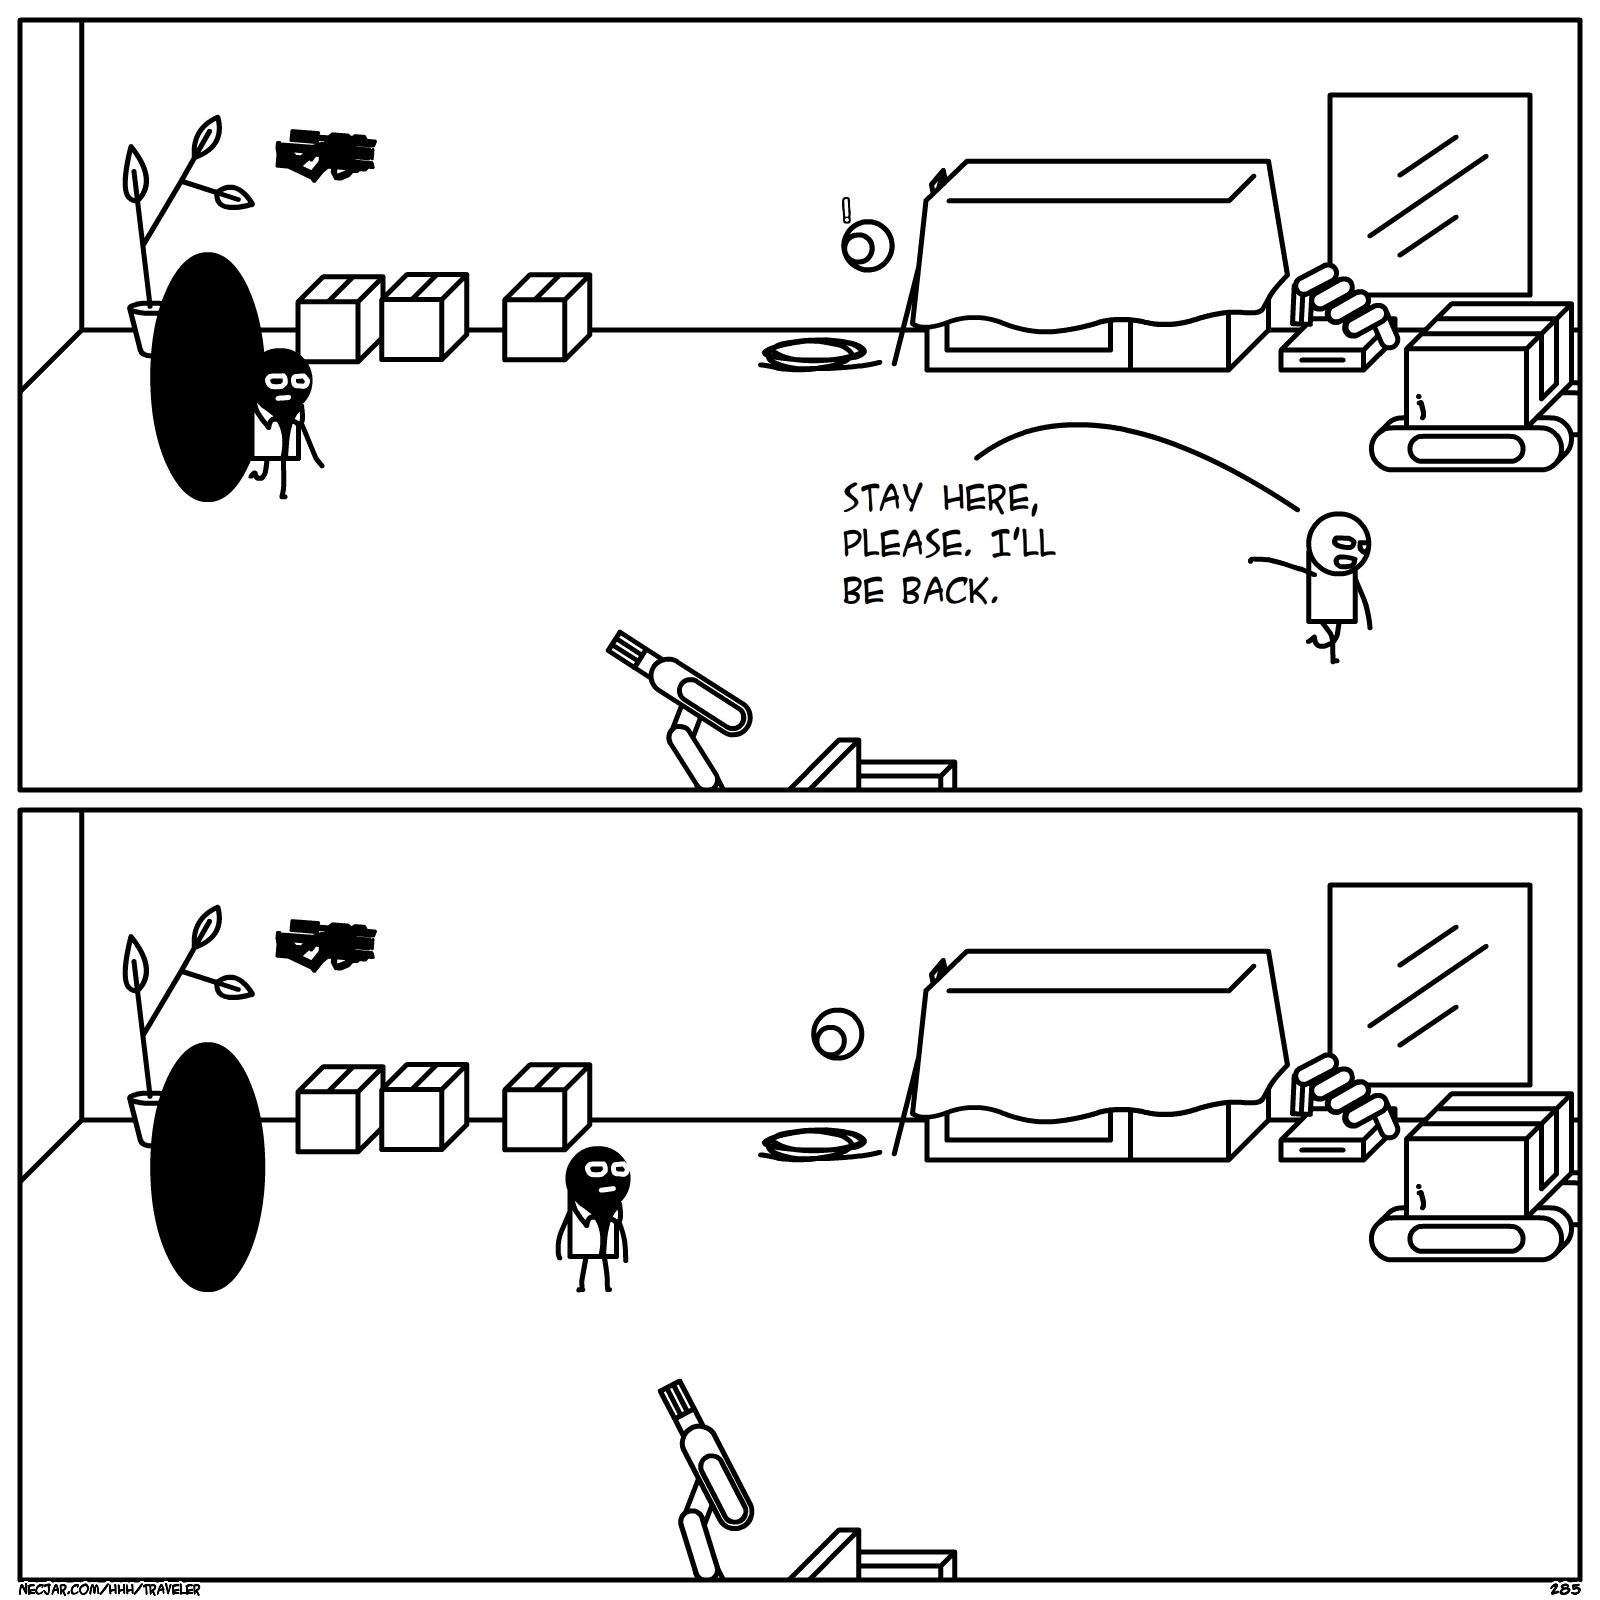 !
STAY HERE,
PLEASE. I'LL
BE BACK.
NECJAR.COM/HHH/TRAVELER
285